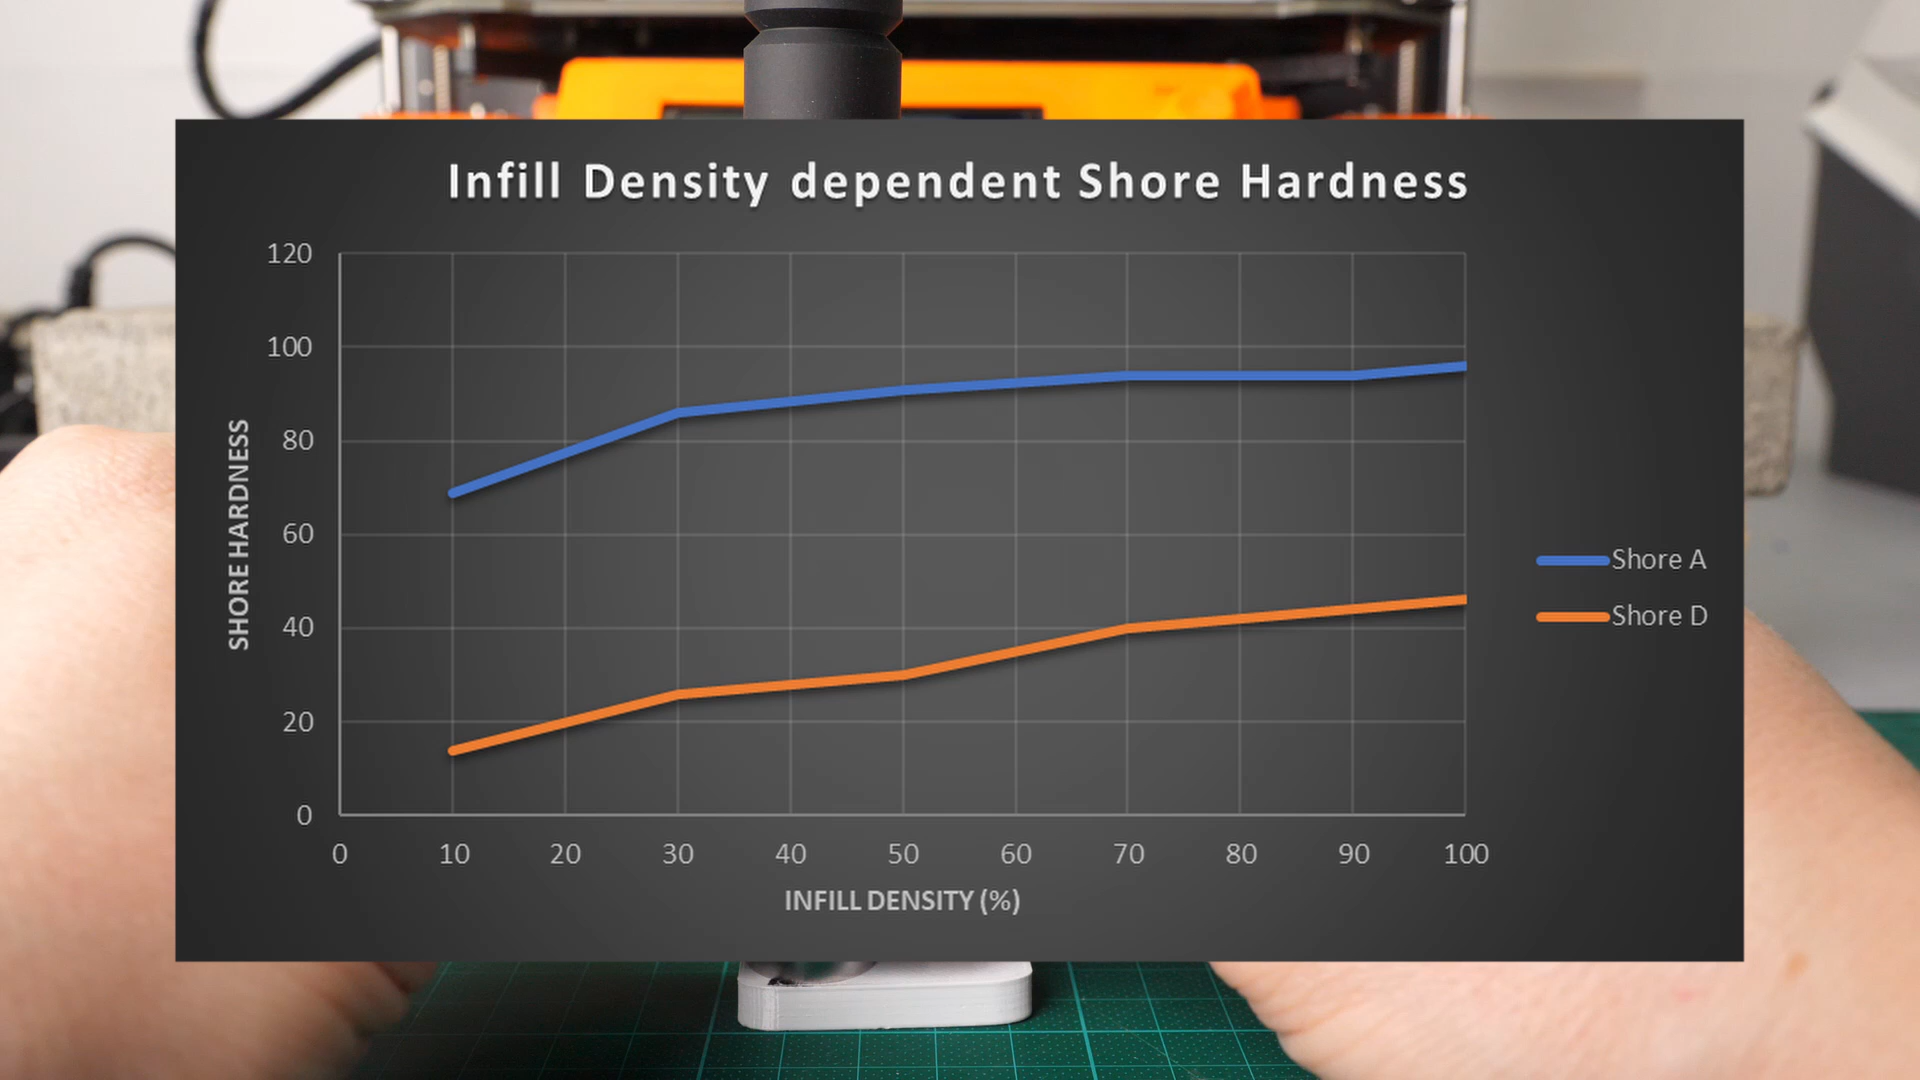 Infill Density dependent Shore Hardness
120
100
80
60
40
20
0
SHORE HARDNESS
0 10 20 30 40 50 60 70 80 90 100
INFILL DENSITY (%)
Shore A
Shore D